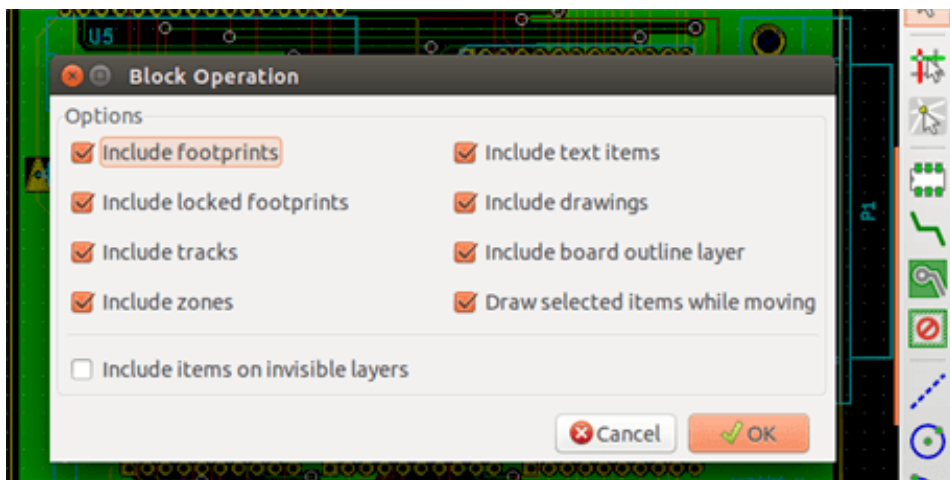 U5
Block Operation
Options
Include footprints
Include text items
Include locked footprints
Include drawings
Include tracks
Include board outline layer
Include zones
Draw selected items while moving
Include items on invisible layers
Cancel
OK
P1